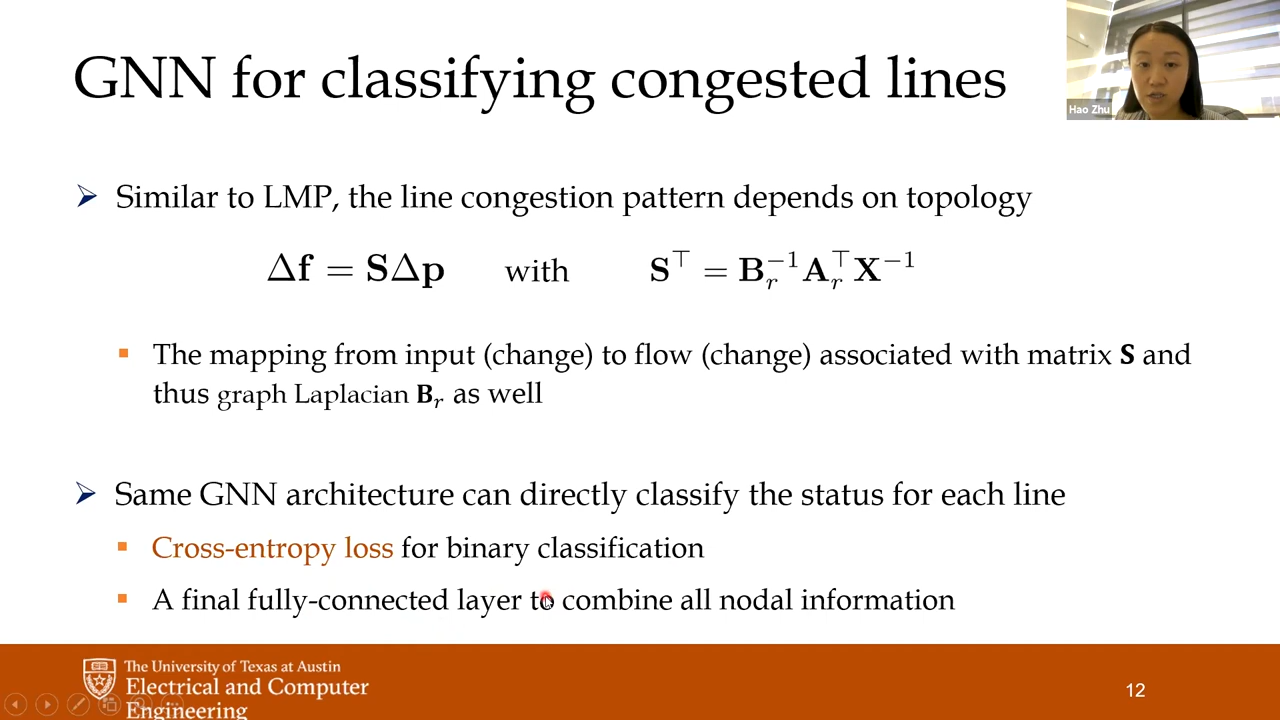 GNN for classifying congested lines
Hao Zhu
Similar to LMP, the line congestion pattern depends on topology
Δf = SΔp with S⊤ = B_r^{-1} A_r^⊤ X^{-1}
The mapping from input (change) to flow (change) associated with matrix S and
thus graph Laplacian B_r as well
Same GNN architecture can directly classify the status for each line
Cross-entropy loss for binary classification
A final fully-connected layer to combine all nodal information
The University of Texas at Austin
Electrical and Computer
Engineering
12